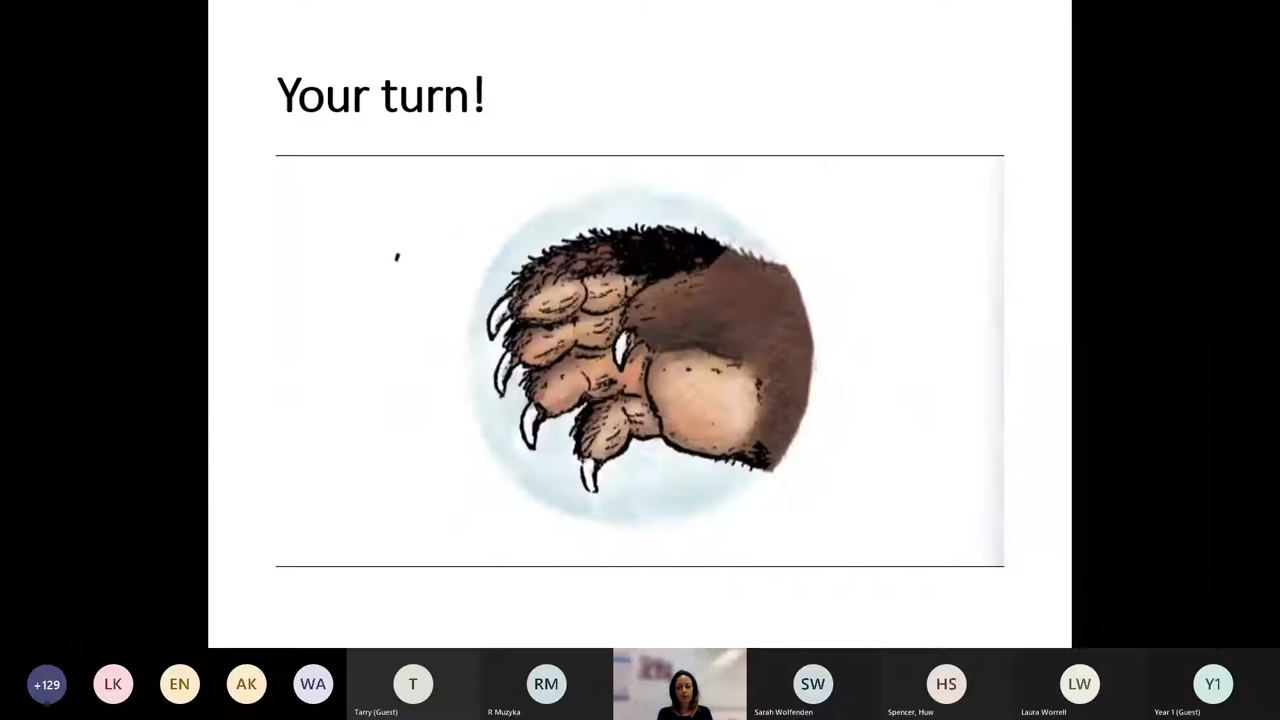 Your turn!
+129
LK
EN
AK
WA
T
RM
SW
HS
LW
Y1
Tarry (Guest)
R Muzyka
Sarah Wolfenden
Spencer, Huw
Laura Worrell
Year 1 (Guest)